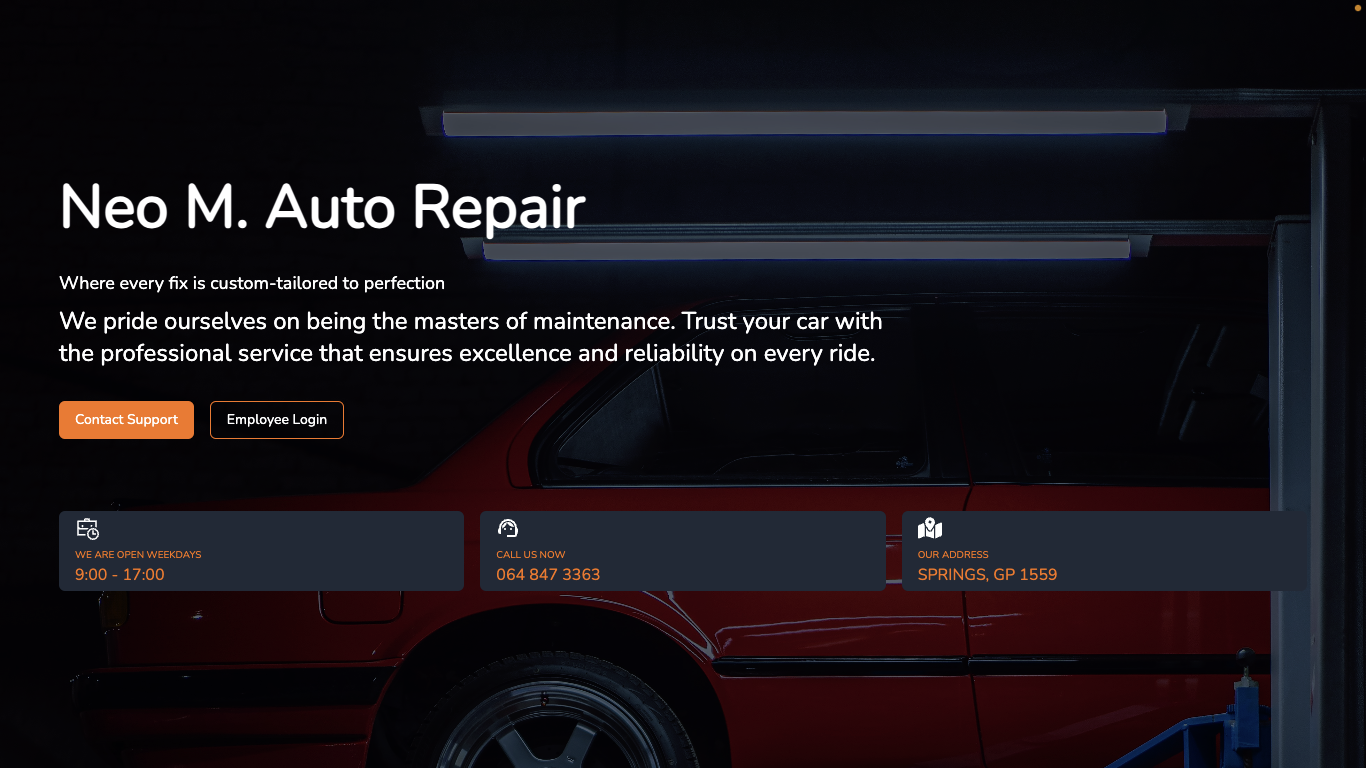 Neo M. Auto Repair
Where every fix is custom-tailored to perfection
We pride ourselves on being the masters of maintenance. Trust your car with
the professional service that ensures excellence and reliability on every ride.
Contact Support
Employee Login
WE ARE OPEN WEEKDAYS
9:00 - 17:00
CALL US NOW
064 847 3363
OUR ADDRESS
SPRINGS, GP 1559